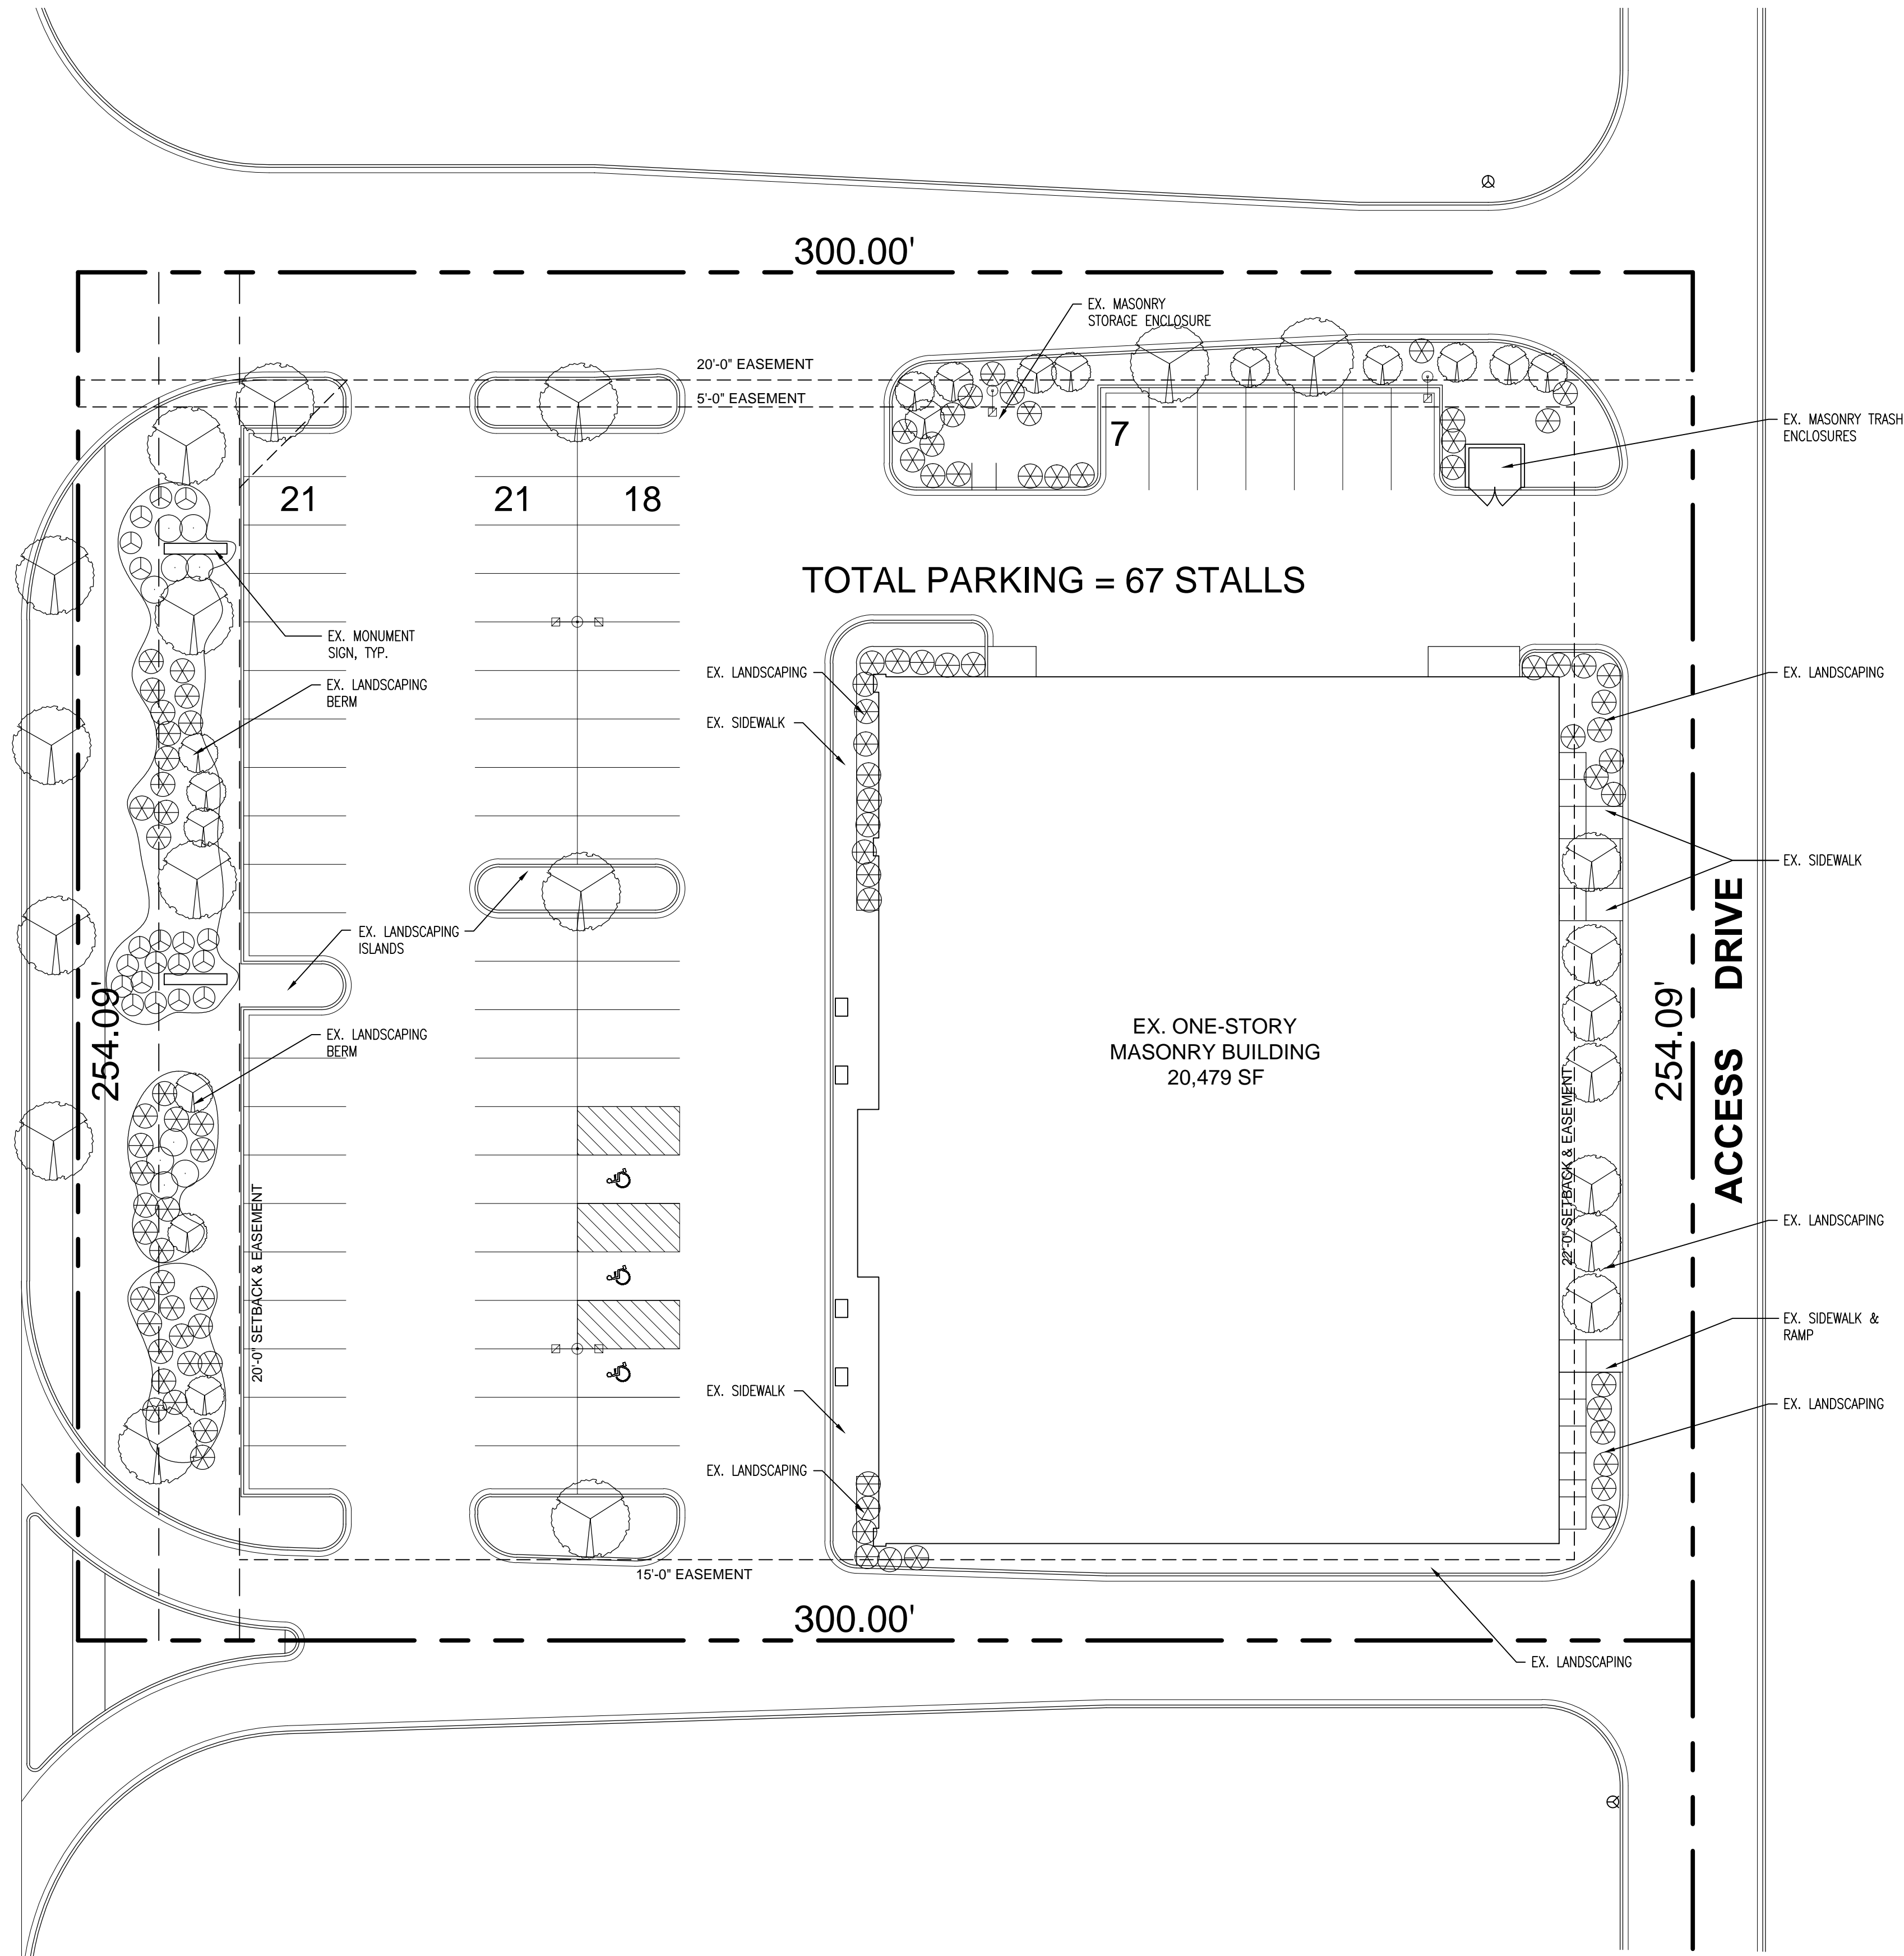 300.00'
EX. MASONRY
STORAGE ENCLOSURE
20'-0" EASEMENT
5'-0" EASEMENT
7
EX. MASONRY TRASH
ENCLOSURES
21
21
18
TOTAL PARKING = 67 STALLS
EX. MONUMENT
SIGN, TYP.
EX. LANDSCAPING
BERM
EX. LANDSCAPING
EX. SIDEWALK
EX. LANDSCAPING
EX. SIDEWALK
EX. LANDSCAPING
ISLANDS
254.09'
EX. LANDSCAPING
BERM
EX. ONE-STORY
MASONRY BUILDING
20,479 SF
22'-0" SETBACK & EASEMENT
254.09'
ACCESS DRIVE
20'-0" SETBACK & EASEMENT
EX. LANDSCAPING
EX. SIDEWALK &
RAMP
EX. SIDEWALK
EX. LANDSCAPING
EX. LANDSCAPING
15'-0" EASEMENT
300.00'
EX. LANDSCAPING